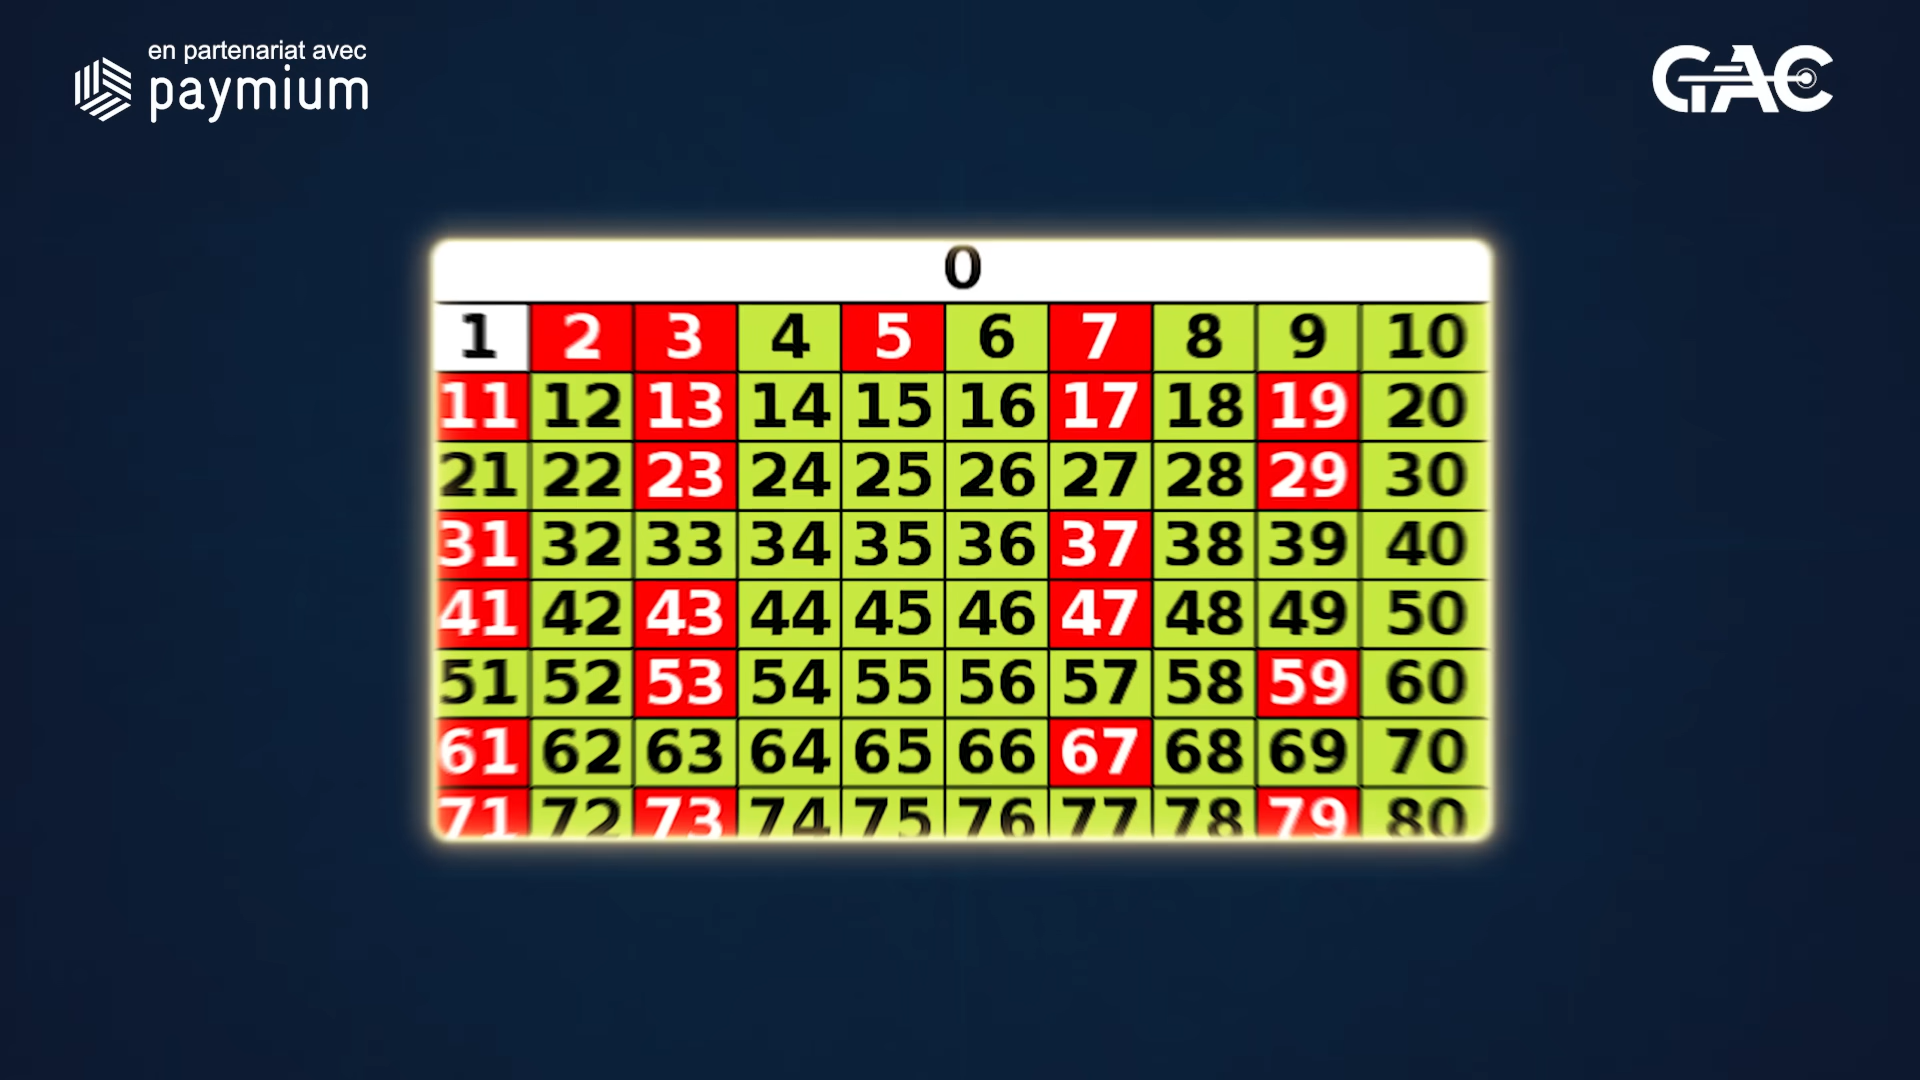 en partenariat avec
paymium
GAC
0
1 2 3 4 5 6 7 8 9 10
11 12 13 14 15 16 17 18 19 20
21 22 23 24 25 26 27 28 29 30
31 32 33 34 35 36 37 38 39 40
41 42 43 44 45 46 47 48 49 50
51 52 53 54 55 56 57 58 59 60
61 62 63 64 65 66 67 68 69 70
71 72 73 74 75 76 77 78 79 80